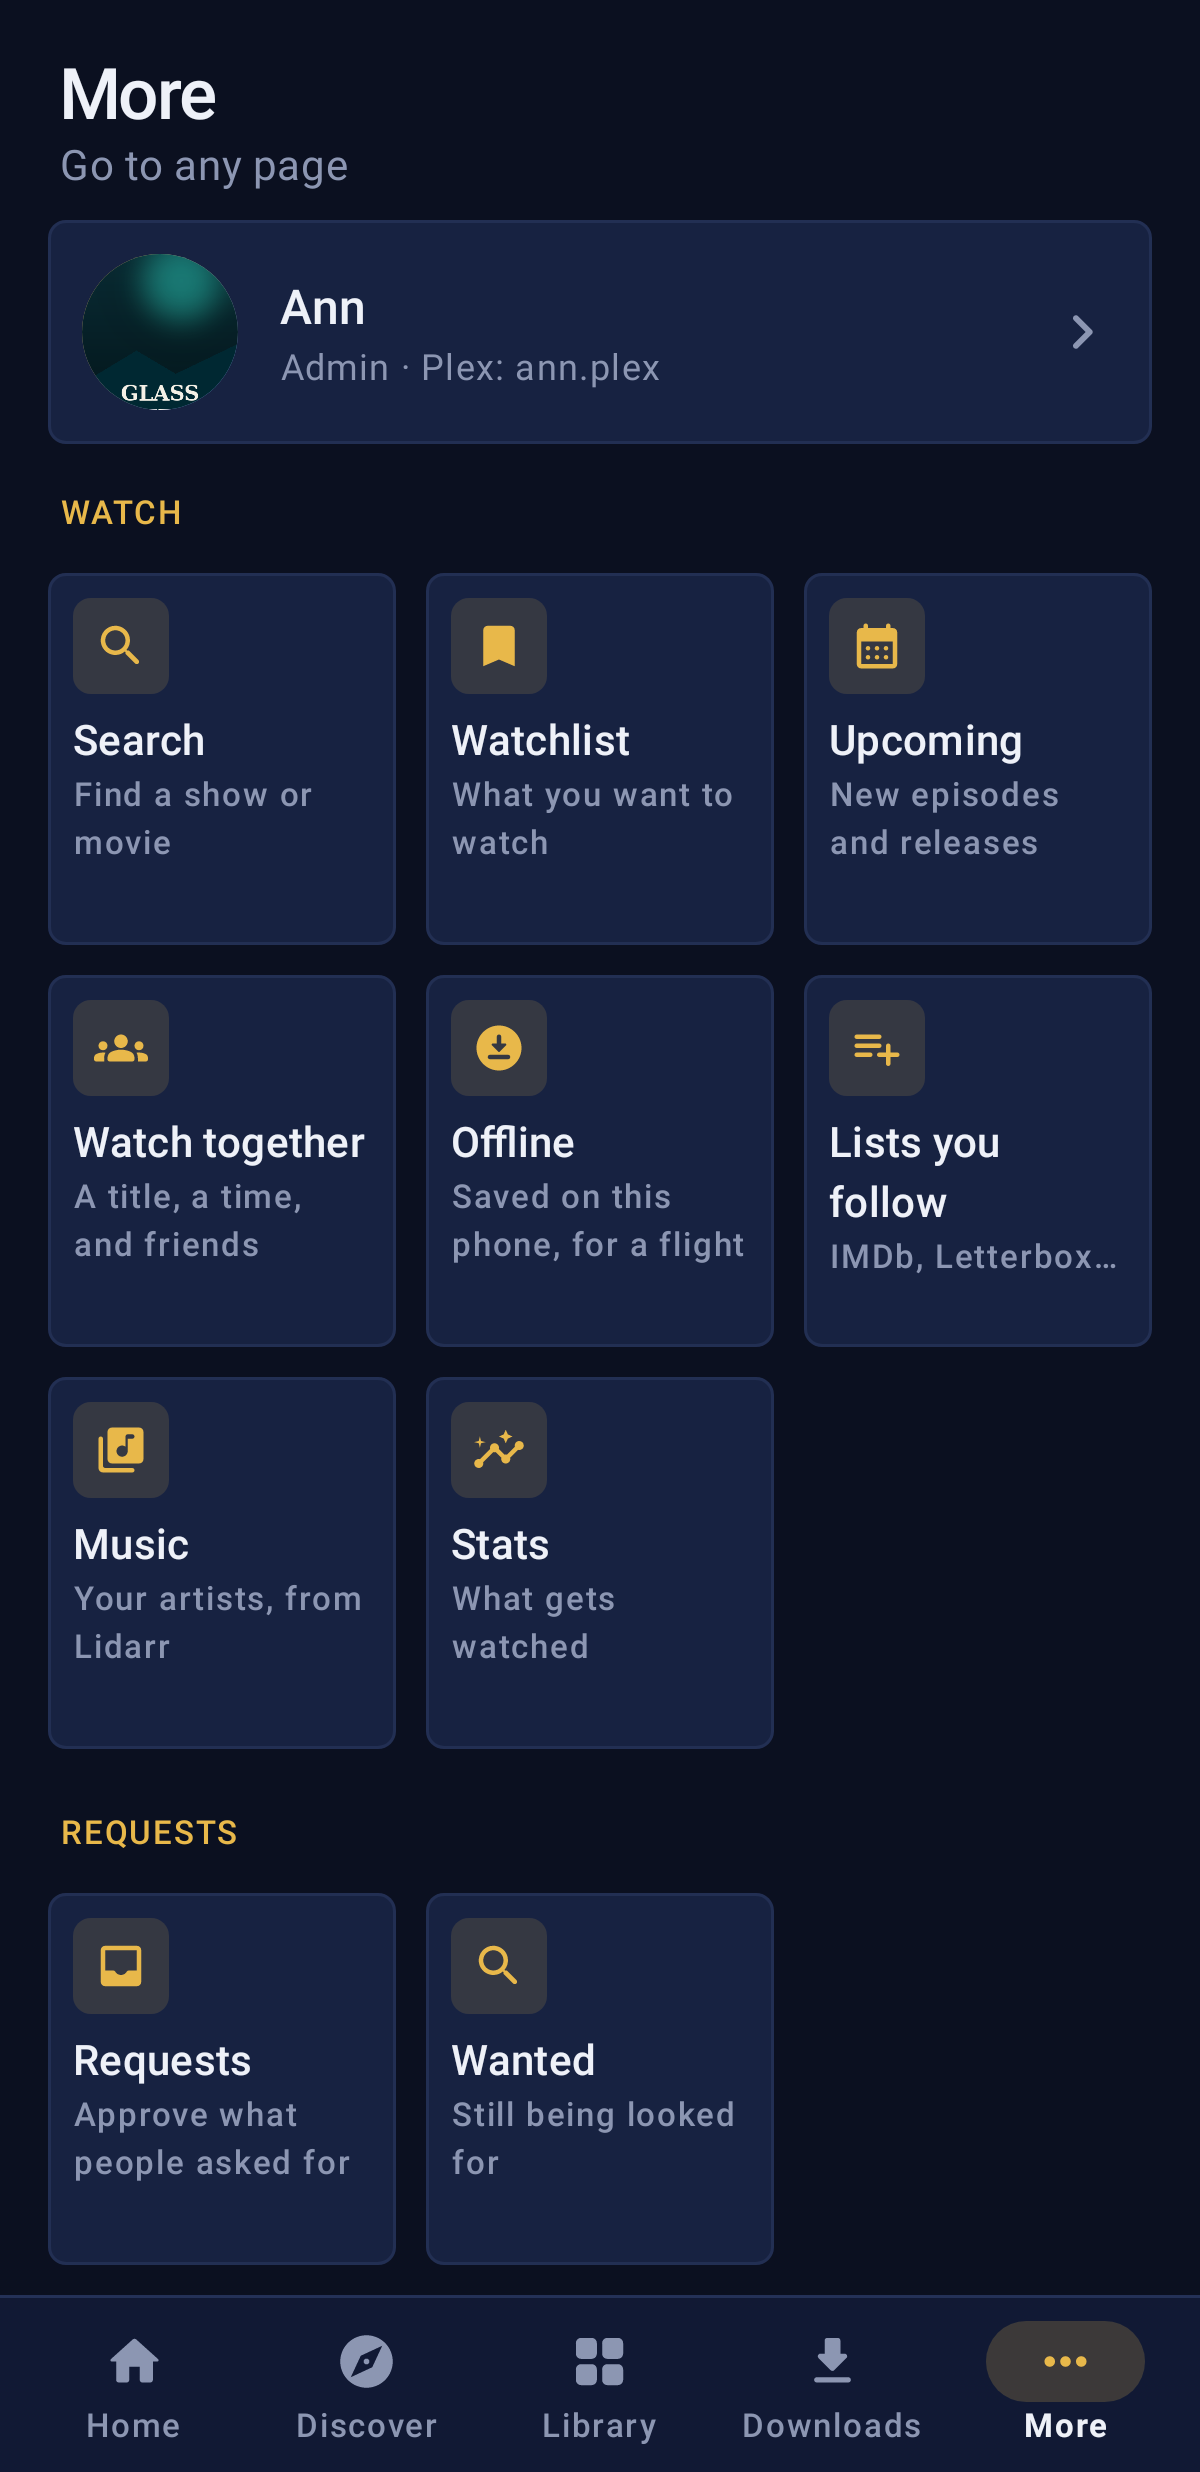 More
Go to any page
GLASS
Ann
Admin · Plex: ann.plex
WATCH
Search
Find a show or
movie
Watchlist
What you want to
watch
Upcoming
New episodes
and releases
Watch together
A title, a time,
and friends
Offline
Saved on this
phone, for a flight
Lists you
follow
IMDb, Letterbox…
Music
Your artists, from
Lidarr
Stats
What gets
watched
REQUESTS
Requests
Approve what
people asked for
Wanted
Still being looked
for
Home
Discover
Library
Downloads
More